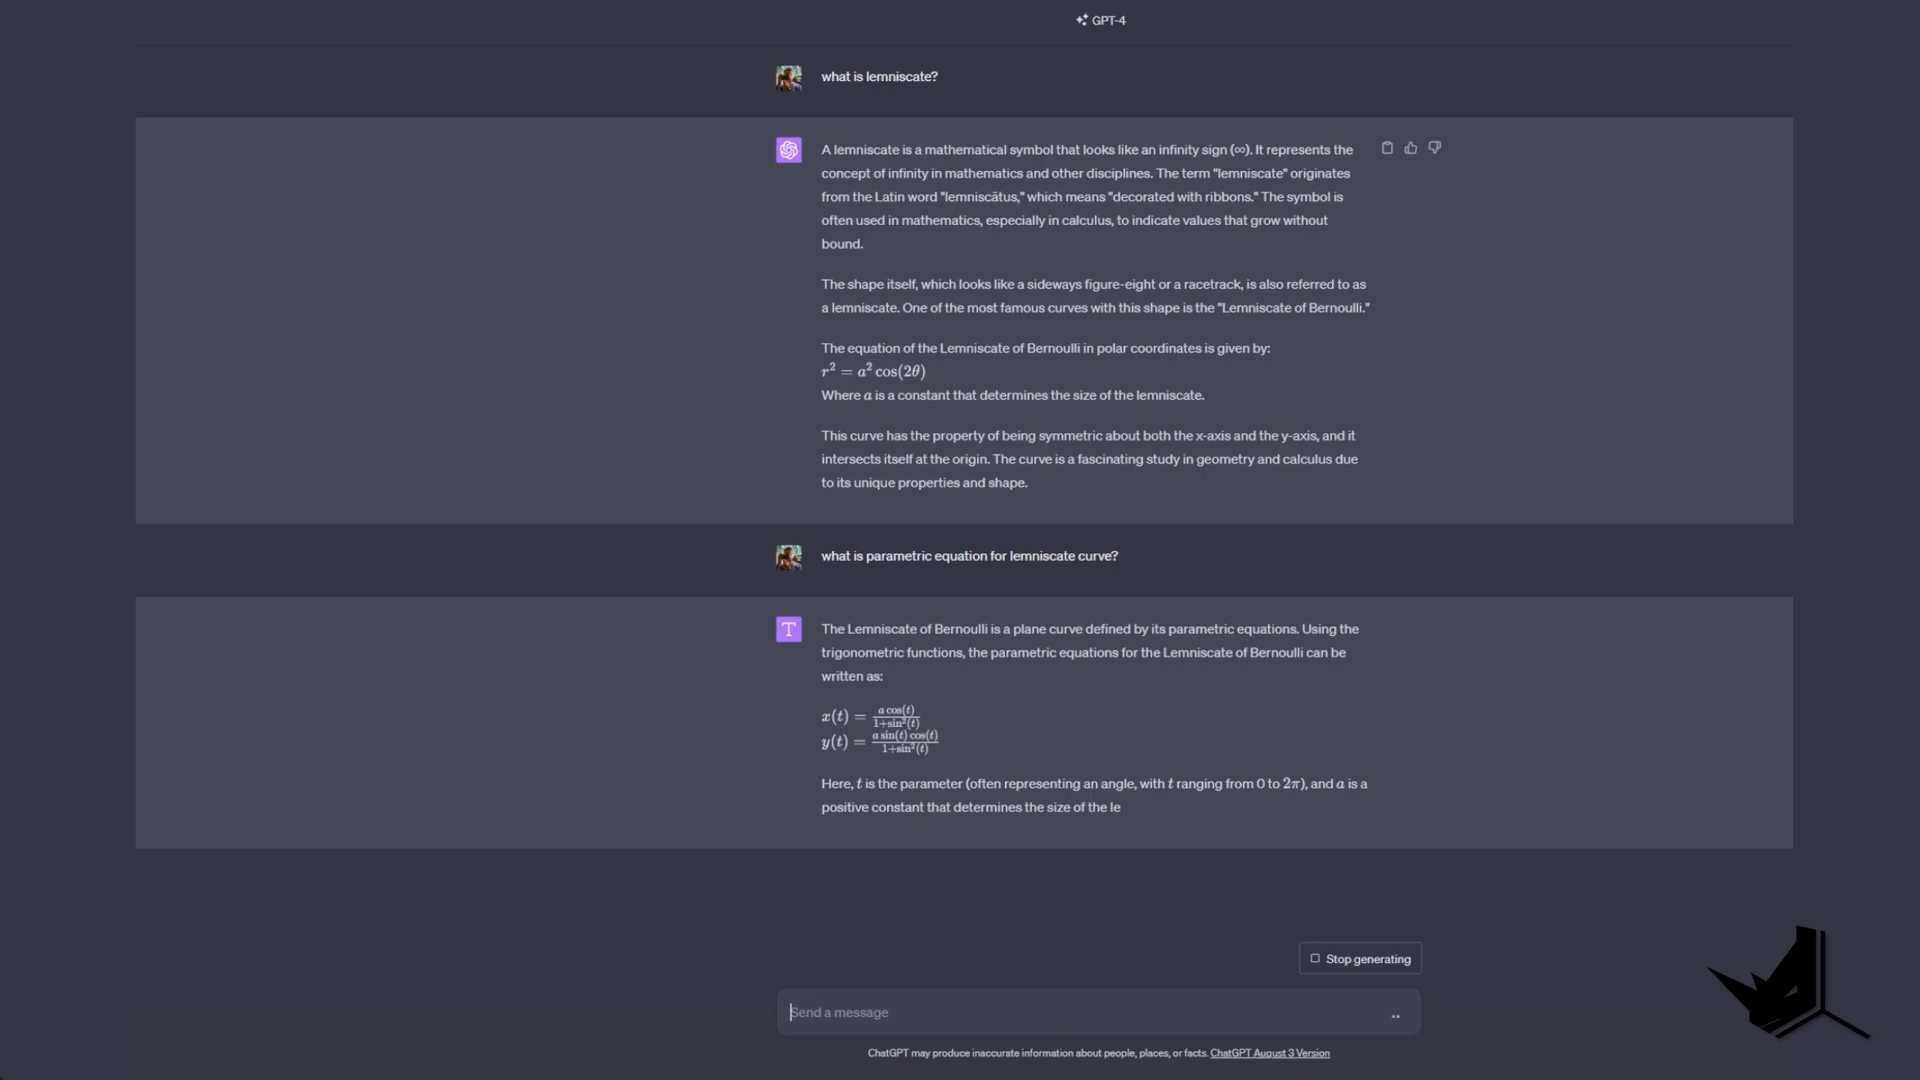 GPT-4
what is lemniscate?
A lemniscate is a mathematical symbol that looks like an infinity sign (∞). It represents the
concept of infinity in mathematics and other disciplines. The term "lemniscate" originates
from the Latin word "lemniscātus," which means "decorated with ribbons." The symbol is
often used in mathematics, especially in calculus, to indicate values that grow without
bound.
The shape itself, which looks like a sideways figure-eight or a racetrack, is also referred to as
a lemniscate. One of the most famous curves with this shape is the "Lemniscate of Bernoulli."
The equation of the Lemniscate of Bernoulli in polar coordinates is given by:
r² = a² cos(2θ)
Where a is a constant that determines the size of the lemniscate.
This curve has the property of being symmetric about both the x-axis and the y-axis, and it
intersects itself at the origin. The curve is a fascinating study in geometry and calculus due
to its unique properties and shape.
what is parametric equation for lemniscate curve?
T
The Lemniscate of Bernoulli is a plane curve defined by its parametric equations. Using the
trigonometric functions, the parametric equations for the Lemniscate of Bernoulli can be
written as:
x(t) = a cos(t) / 1+sin²(t)
y(t) = a sin(t) cos(t) / 1+sin²(t)
Here, t is the parameter (often representing an angle, with t ranging from 0 to 2π), and a is a
positive constant that determines the size of the le
Stop generating
Send a message
ChatGPT may produce inaccurate information about people, places, or facts. ChatGPT August 3 Version